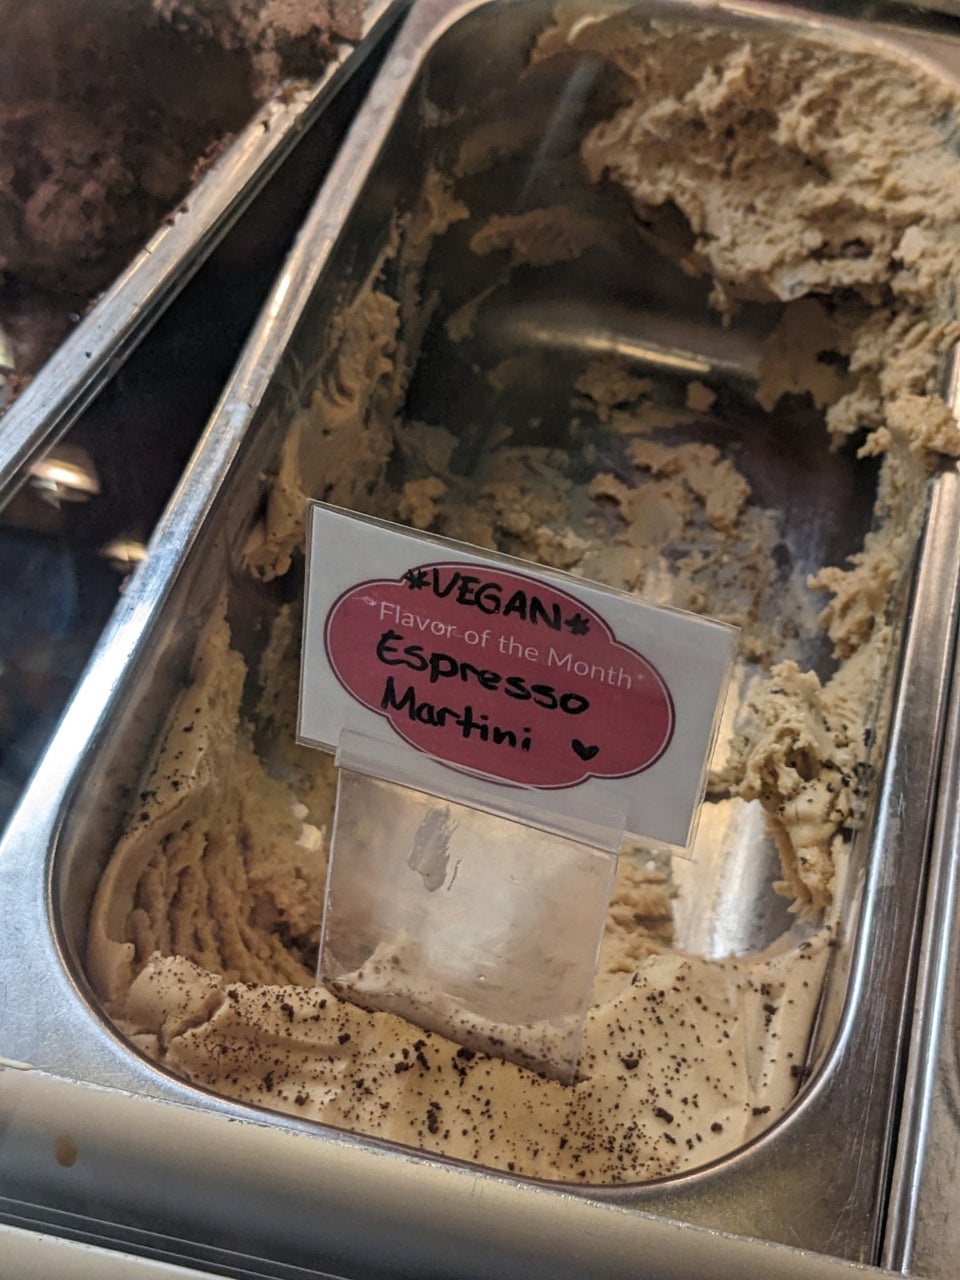 *VEGAN*
Flavor of the Month
Espresso
Martini ♥